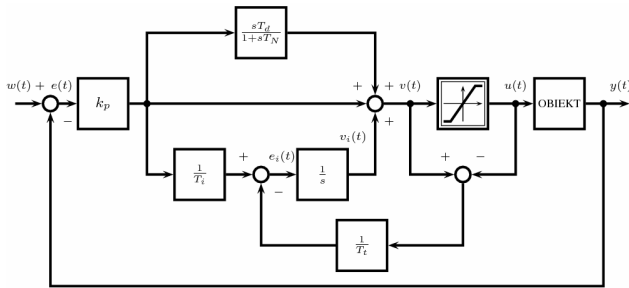 sT_d
1+sT_N
w(t) + e(t)
−
k_p
+ + v(t)
+
u(t)
OBIEKT
y(t)
v_i(t)
1
T_i
+
−
e_i(t)
1
s
+ −
1
T_t